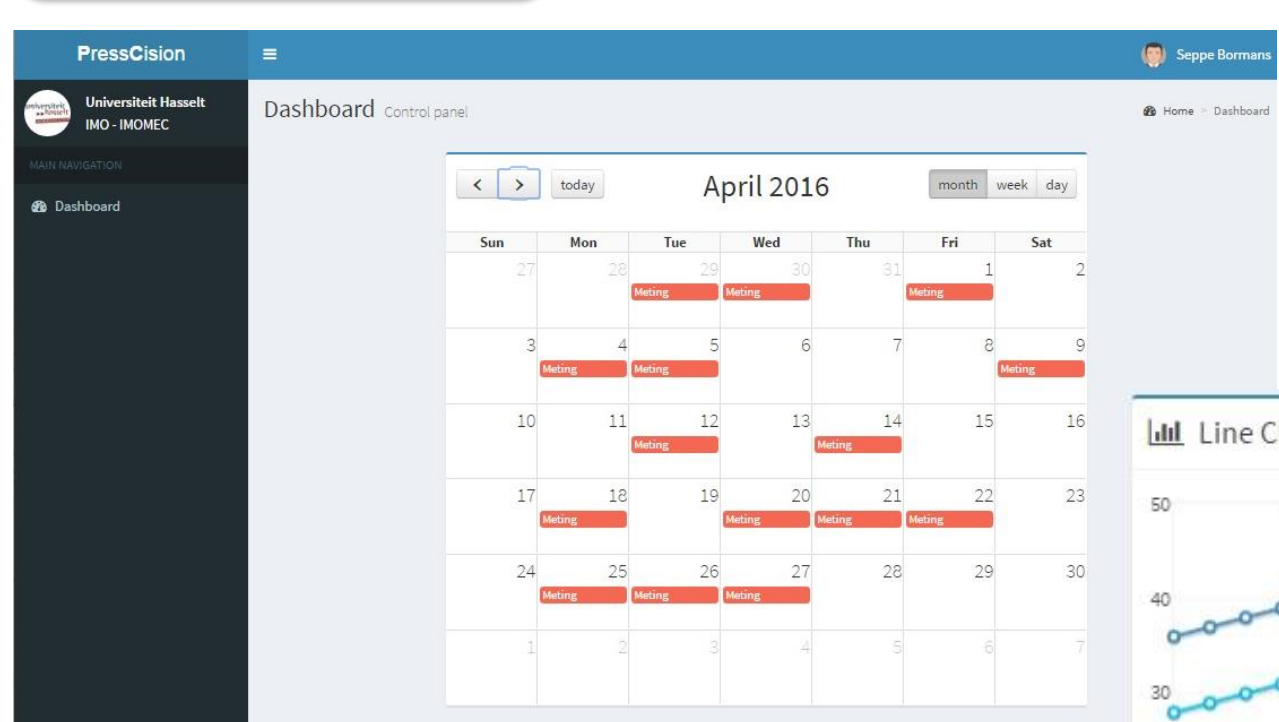 PressCision
Seppe Bormans
Universiteit Hasselt
IMO - IMOMEC
Dashboard Control panel
Home > Dashboard
MAIN NAVIGATION
Dashboard
< > today April 2016 month week day
Sun Mon Tue Wed Thu Fri Sat
27 28 29 30 31 1 2
Meting Meting Meting
3 4 5 6 7 8 9
Meting Meting Meting
10 11 12 13 14 15 16
Meting Meting
17 18 19 20 21 22 23
Meting Meting Meting Meting
24 25 26 27 28 29 30
Meting Meting Meting
1 2 3 4 5 6 7
Line C
50
40
30